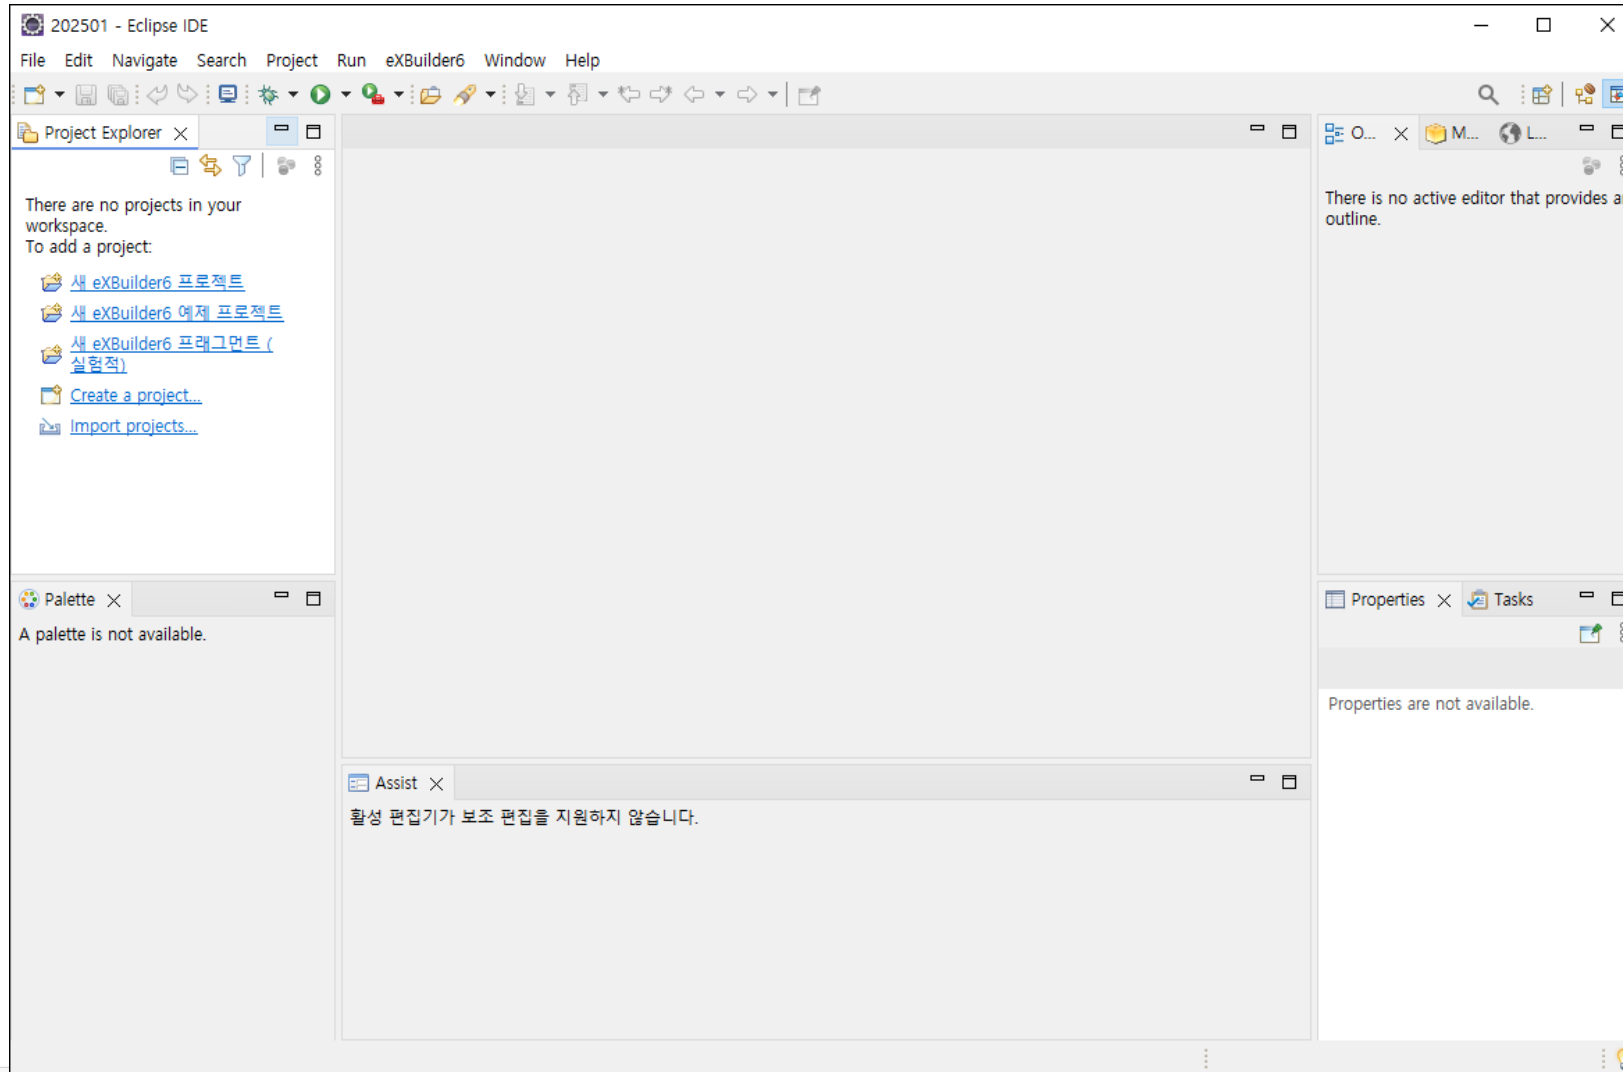 202501 - Eclipse IDE
File Edit Navigate Search Project Run eXBuilder6 Window Help
Project Explorer
There are no projects in your
workspace.
To add a project:
새 eXBuilder6 프로젝트
새 eXBuilder6 예제 프로젝트
새 eXBuilder6 프래그먼트 (
실험적)
Create a project...
Import projects...
O...
M...
L...
There is no active editor that provides a
outline.
Palette
A palette is not available.
Assist
활성 편집기가 보조 편집을 지원하지 않습니다.
Properties
Tasks
Properties are not available.